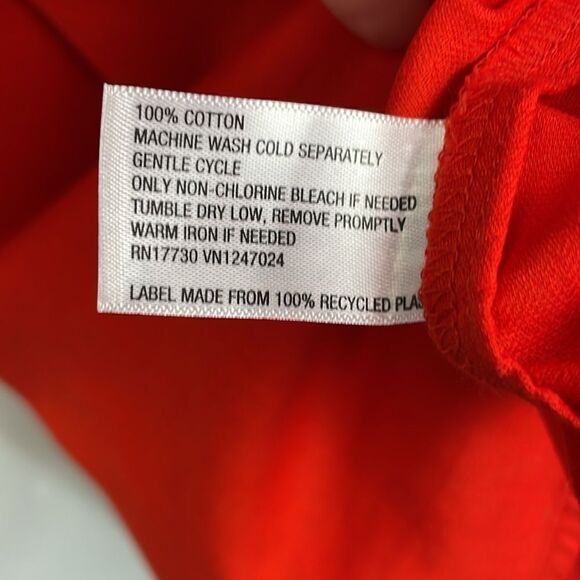 100% COTTON
MACHINE WASH COLD SEPARATELY
GENTLE CYCLE
ONLY NON-CHLORINE BLEACH IF NEEDED
TUMBLE DRY LOW, REMOVE PROMPTLY
WARM IRON IF NEEDED
RN17730 VN1247024
LABEL MADE FROM 100% RECYCLED